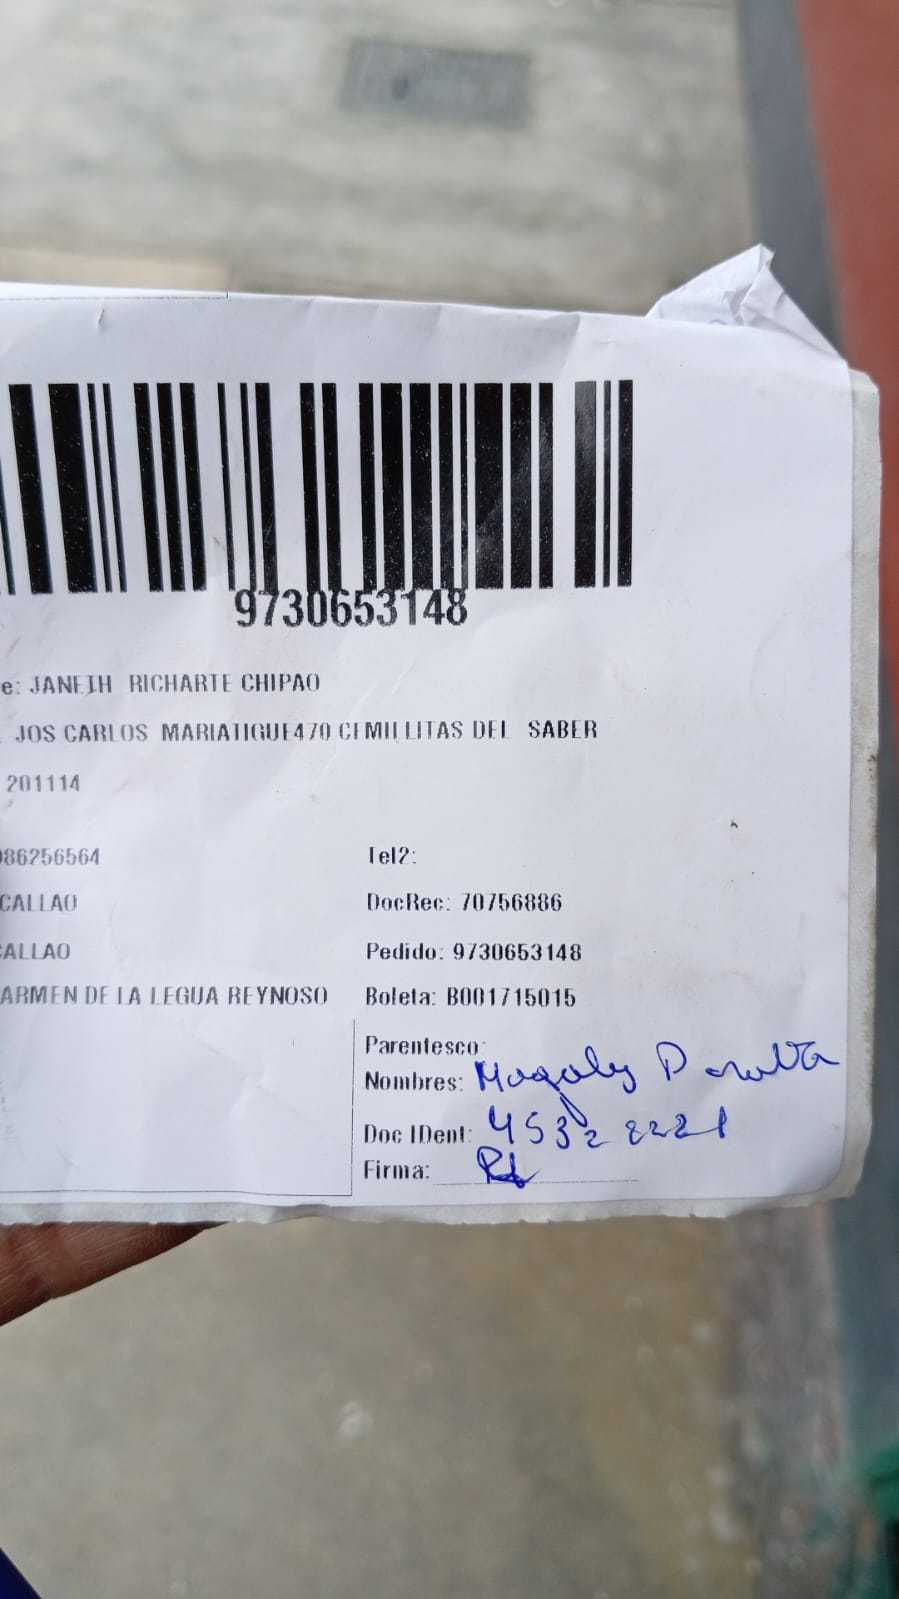 9730653148
e: JANETH RICHARTE CHIPAO
JOS CARLOS MARIATIGUE470 CEMILLITAS DEL SABER
201114
986256564 Tel2:
CALLAO DocRec: 70756886
CALLAO Pedido: 9730653148
ARMEN DE LA LEGUA REYNOSO Boleta: B001715015
Parentesco:
Nombres: Magaly
Doc IDent:
Firma: